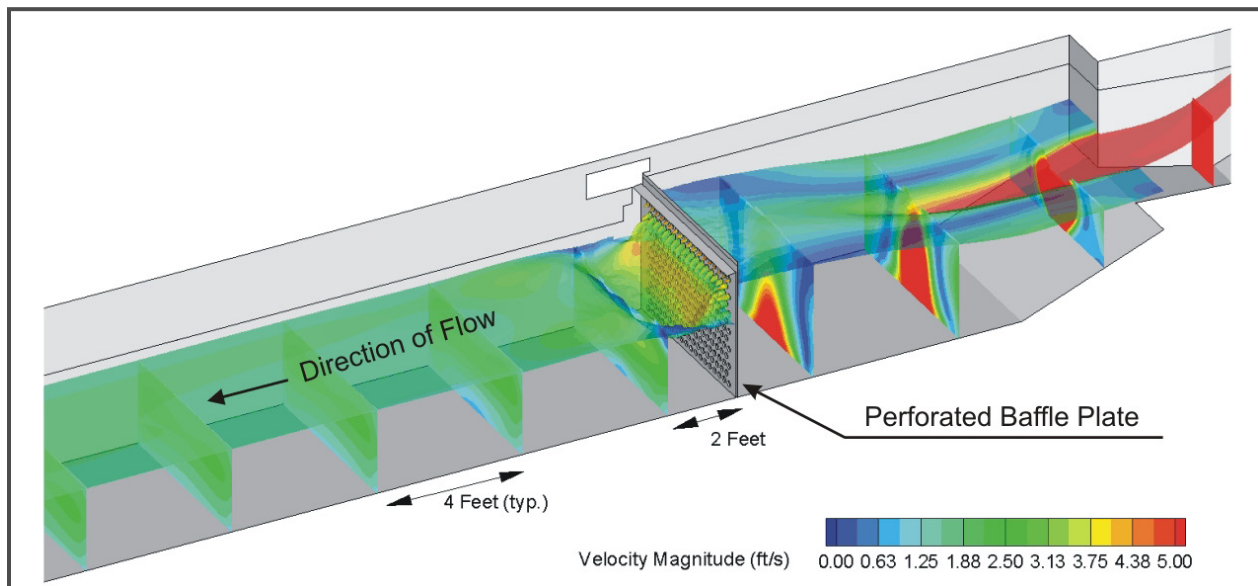 Direction of Flow
Perforated Baffle Plate
2 Feet
4 Feet (typ.)
Velocity Magnitude (ft/s)
0.00 0.63 1.25 1.88 2.50 3.13 3.75 4.38 5.00